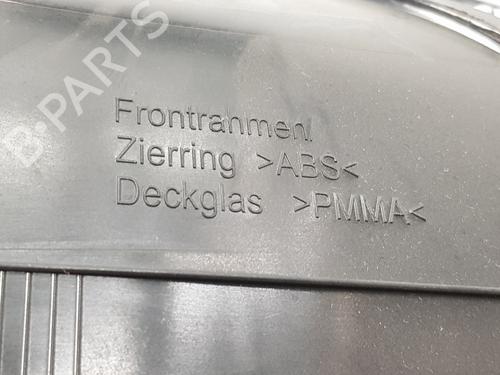 B-PARTS
Frontrahmen/
Zierring >ABS<
Deckglas >PMMA<